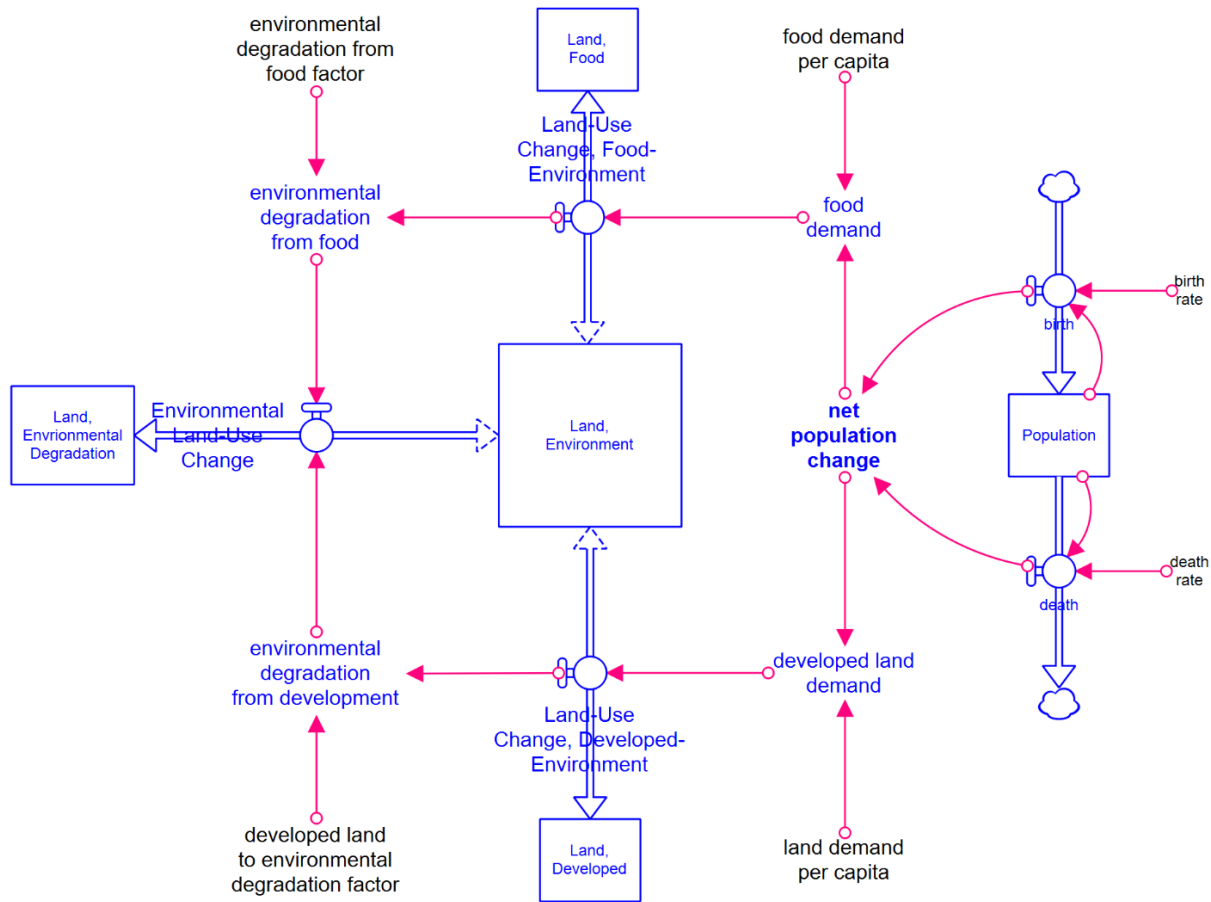 environmental
degradation from
food factor
Land,
Food
food demand
per capita
Land-Use
Change, Food-
Environment
environmental
degradation
from food
food
demand
birth
rate
birth
Land,
Envrionmental
Degradation
Environmental
Land-Use
Change
Land,
Environment
net
population
change
Population
death
rate
death
environmental
degradation
from development
developed land
demand
Land-Use
Change, Developed-
Environment
developed land
to environmental
degradation factor
Land,
Developed
land demand
per capita